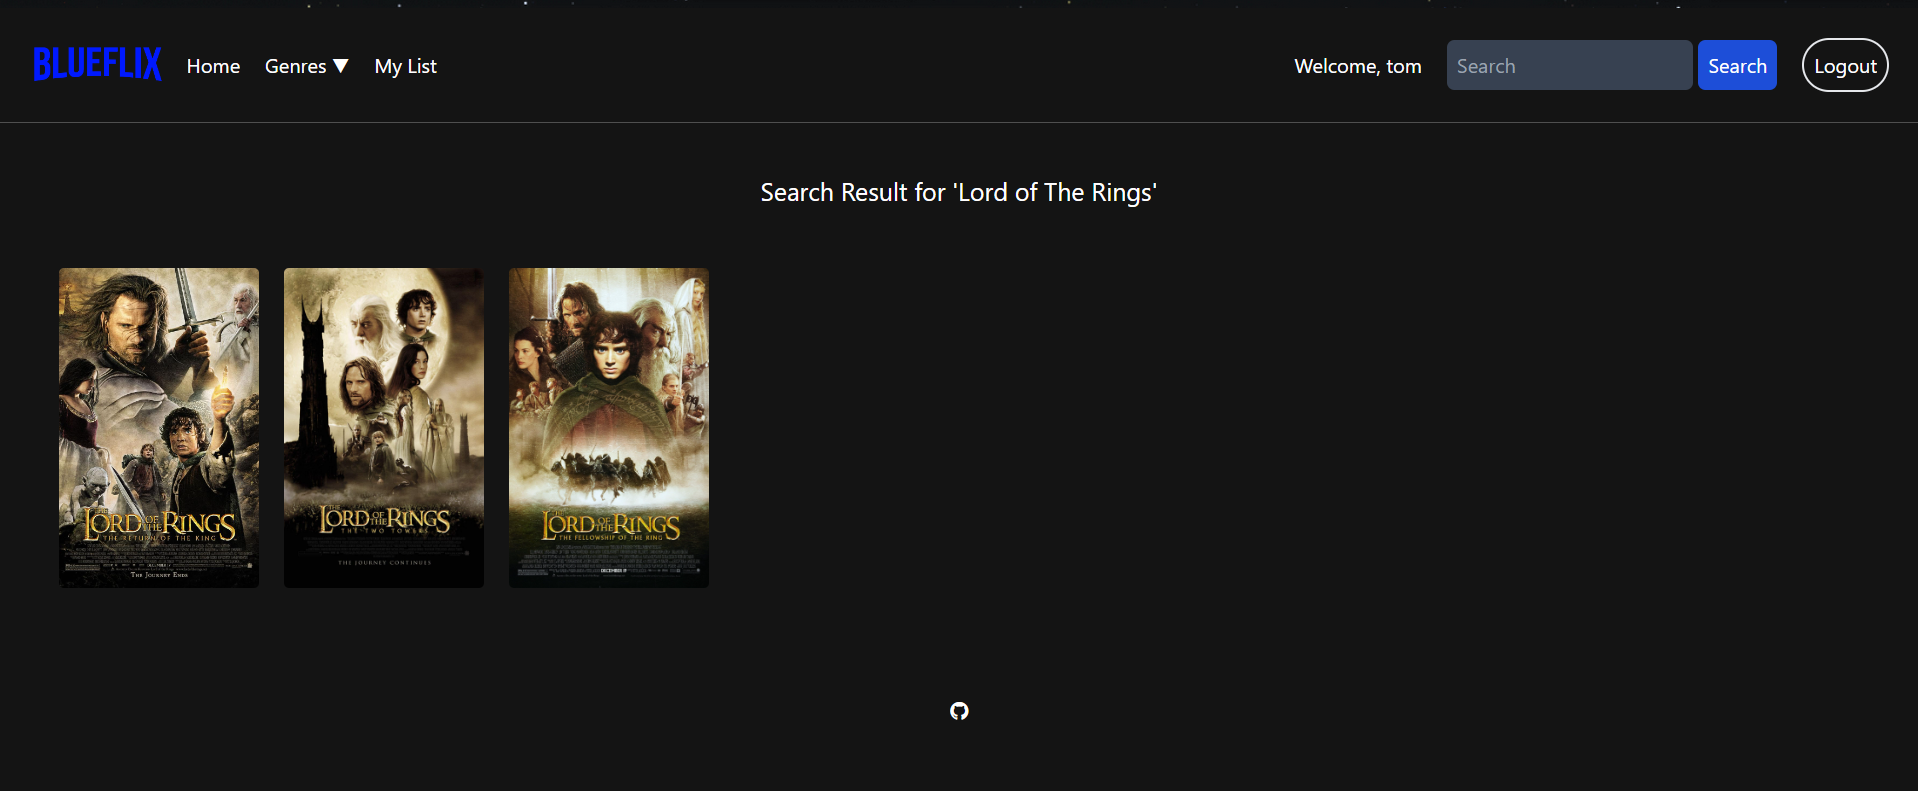 BLUEFLIX Home Genres ▼ My List Welcome, tom Search Search Logout
Search Result for 'Lord of The Rings'
THE
LORD OF THE RINGS
THE RETURN OF THE KING
THE JOURNEY ENDS
THE
LORD OF THE RINGS
THE TWO TOWERS
THE JOURNEY CONTINUES
THE
LORD OF THE RINGS
THE FELLOWSHIP OF THE RING
DECEMBER 19